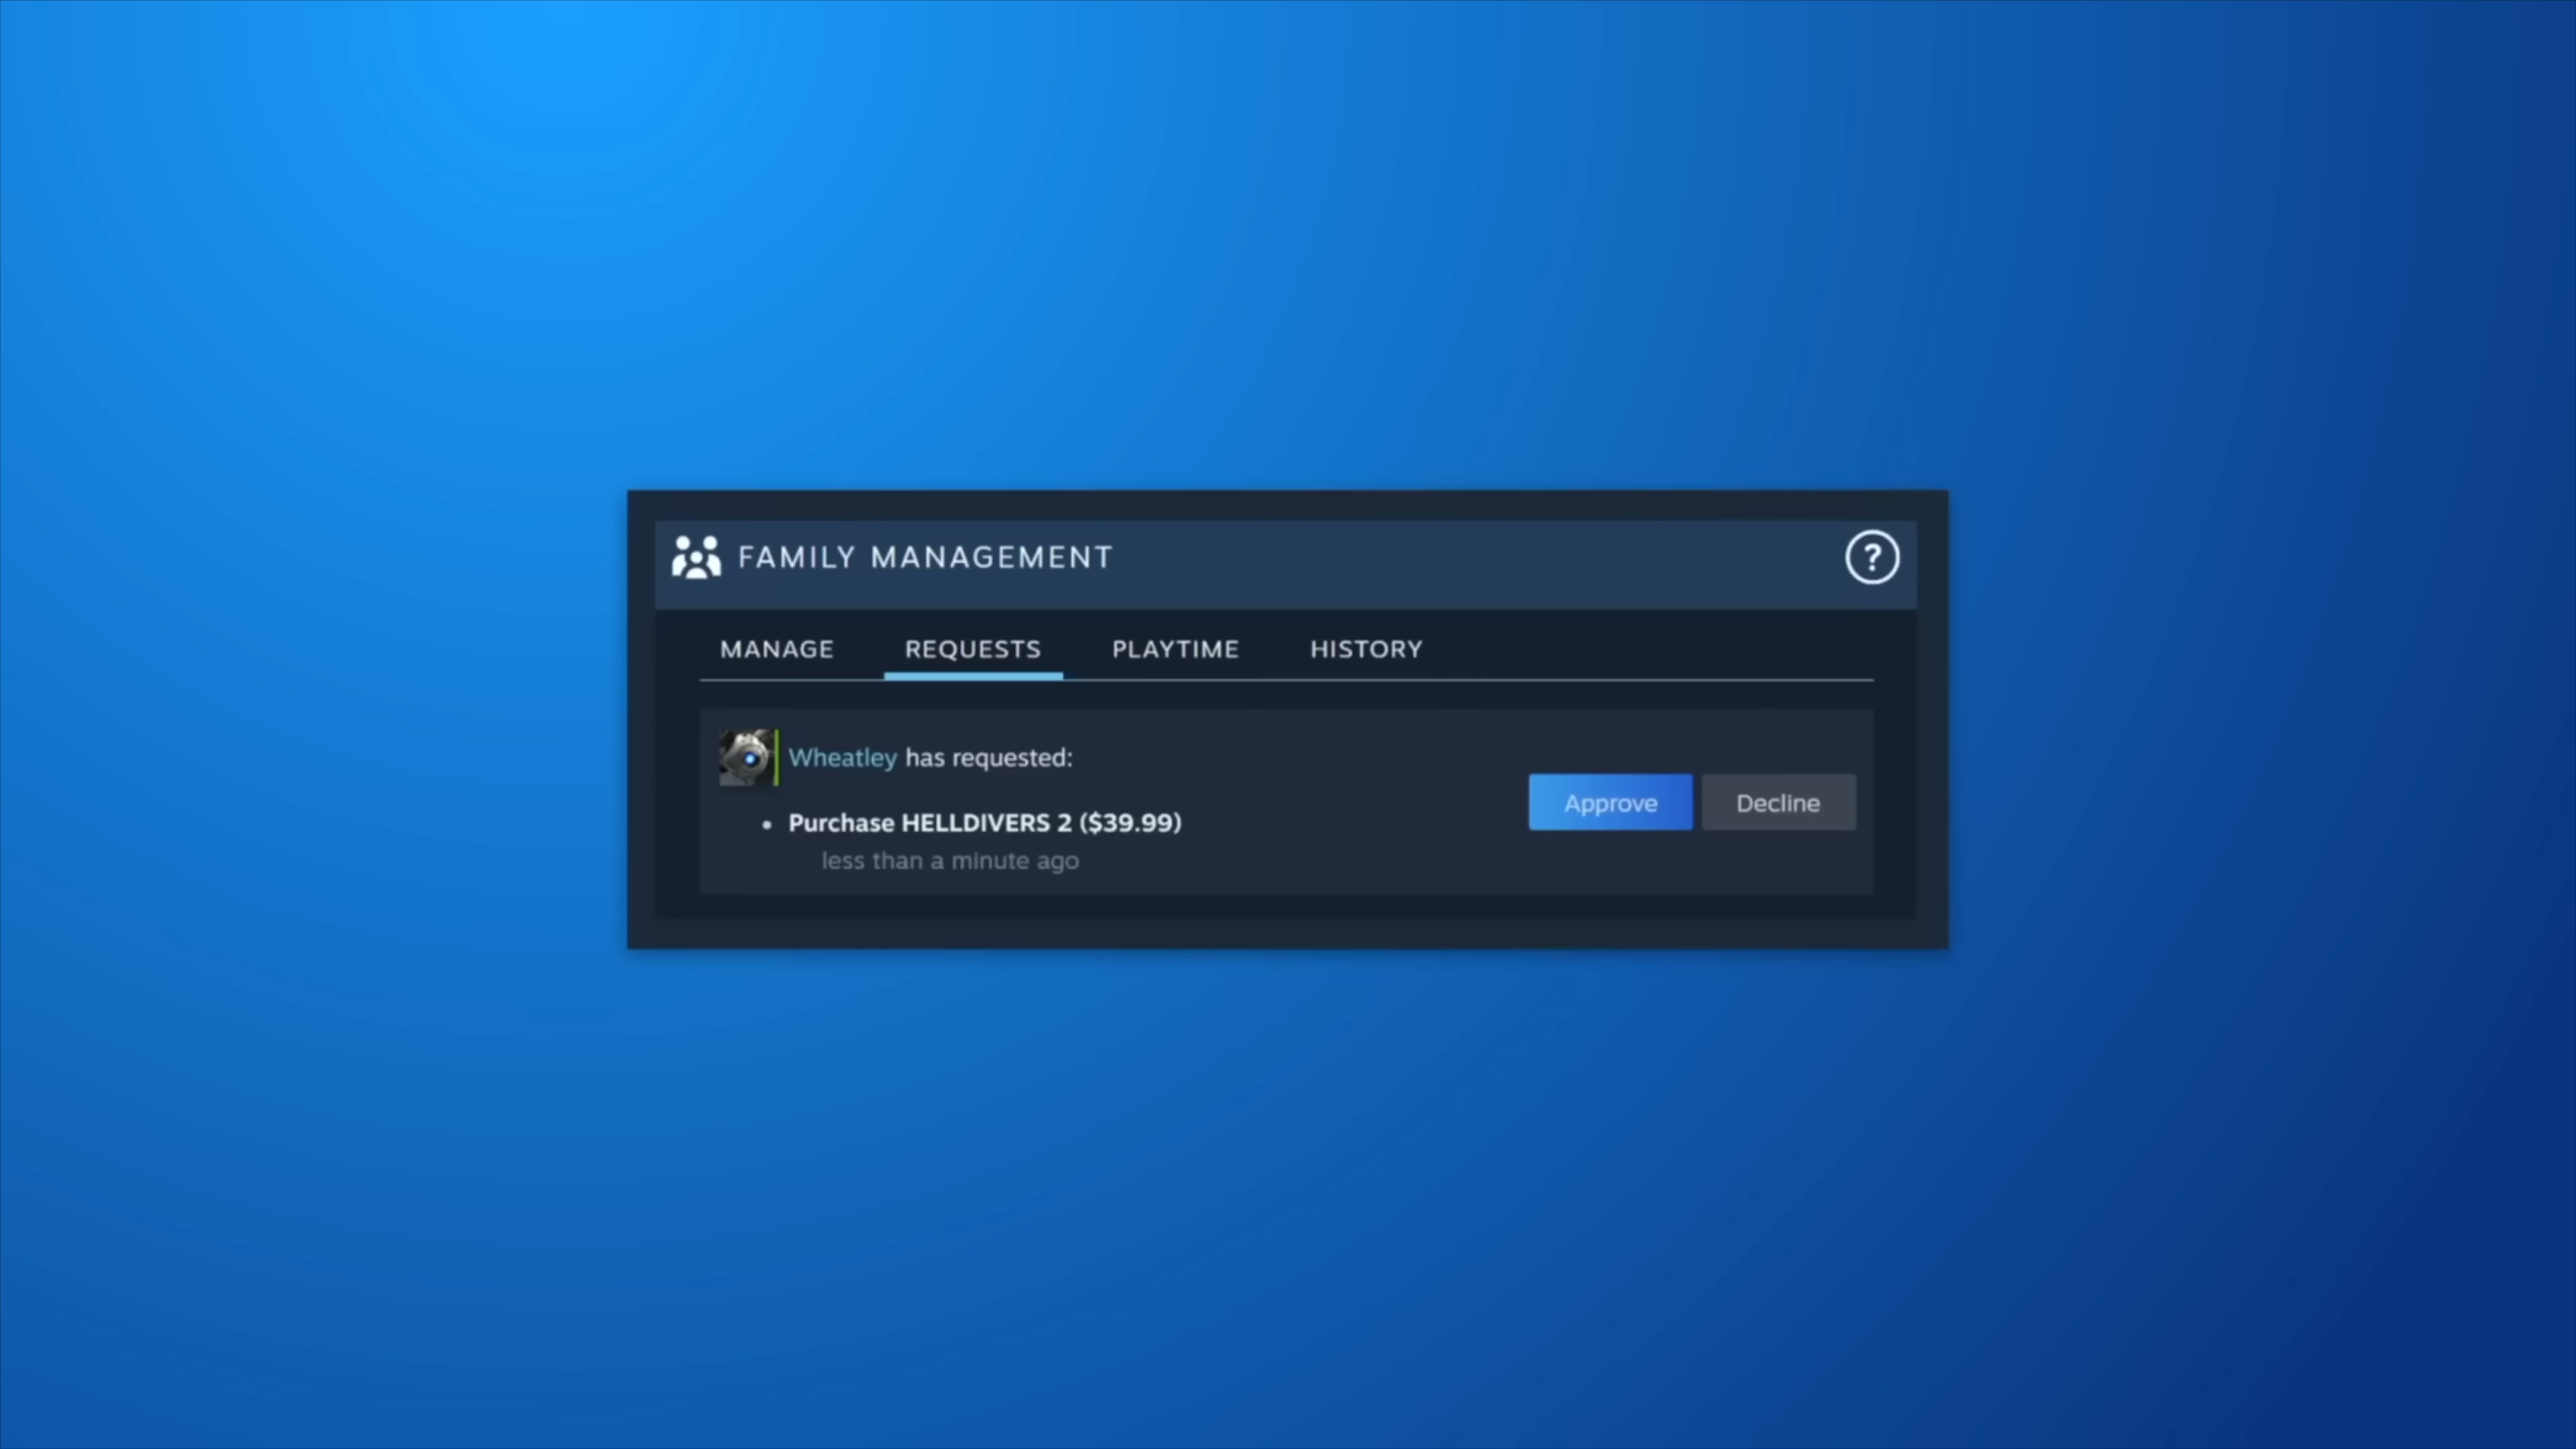 FAMILY MANAGEMENT
?
MANAGE REQUESTS PLAYTIME HISTORY
Wheatley has requested:
• Purchase HELLDIVERS 2 ($39.99)
less than a minute ago
Approve Decline